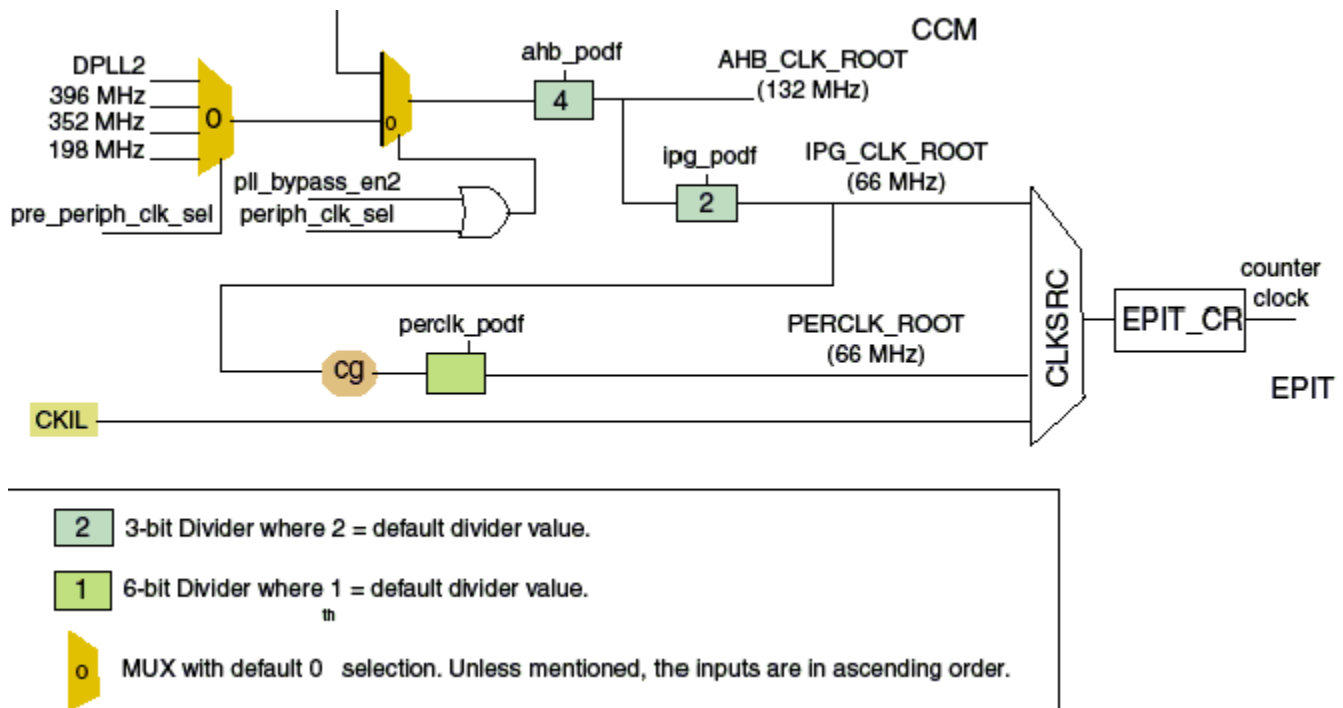 CCM
DPLL2
396 MHz
352 MHz
198 MHz
0
pre_periph_clk_sel
0
pll_bypass_en2
periph_clk_sel
ahb_podf
4
AHB_CLK_ROOT
(132 MHz)
ipg_podf
2
IPG_CLK_ROOT
(66 MHz)
cg
perclk_podf
PERCLK_ROOT
(66 MHz)
CKIL
CLKSRC
EPIT_CR
counter
clock
EPIT
2 3-bit Divider where 2 = default divider value.
1 6-bit Divider where 1 = default divider value.
th
0 MUX with default 0 selection. Unless mentioned, the inputs are in ascending order.